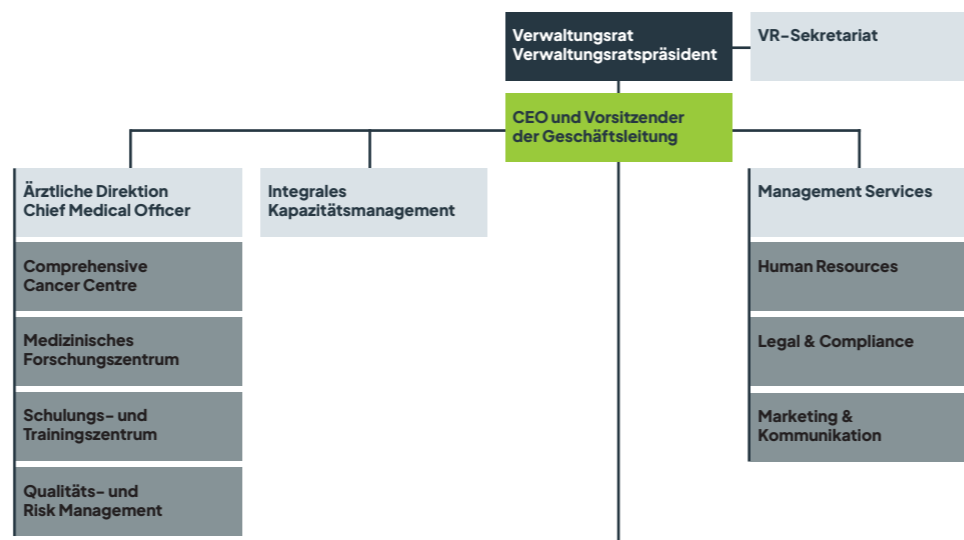 Verwaltungsrat
Verwaltungsratspräsident
VR-Sekretariat
CEO und Vorsitzender
der Geschäftsleitung
Ärztliche Direktion
Chief Medical Officer
Integrales
Kapazitätsmanagement
Management Services
Comprehensive
Cancer Centre
Human Resources
Medizinisches
Forschungszentrum
Legal & Compliance
Schulungs- und
Trainingszentrum
Marketing &
Kommunikation
Qualitäts- und
Risk Management